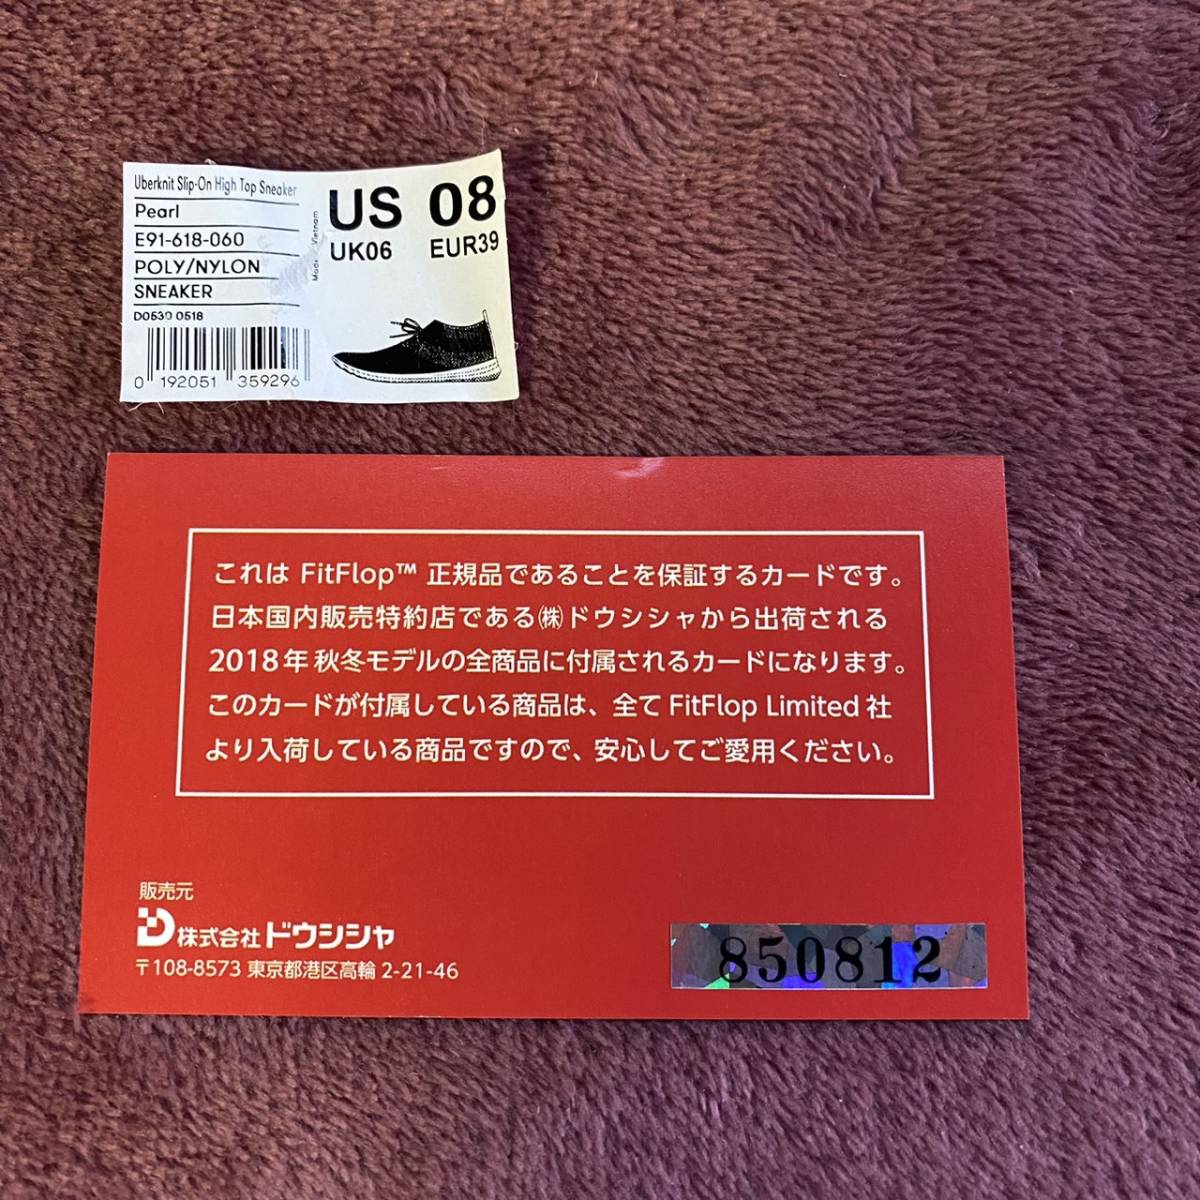 Uberknit Slip-On High Top Sneaker
Pearl
E91-618-060
POLY/NYLON
SNEAKER
D0530 0518
0 192051 359296
Made Vietnam
US 08
UK06 EUR39
これは FitFlop™ 正規品であることを保証するカードです。
日本国内販売特約店である㈱ドウシシャから出荷される
2018年 秋冬モデルの全商品に付属されるカードになります。
このカードが付属している商品は、全て FitFlop Limited 社
より入荷している商品ですので、安心してご愛用ください。
販売元
株式会社ドウシシャ
〒108-8573 東京都港区高輪 2-21-46
850812